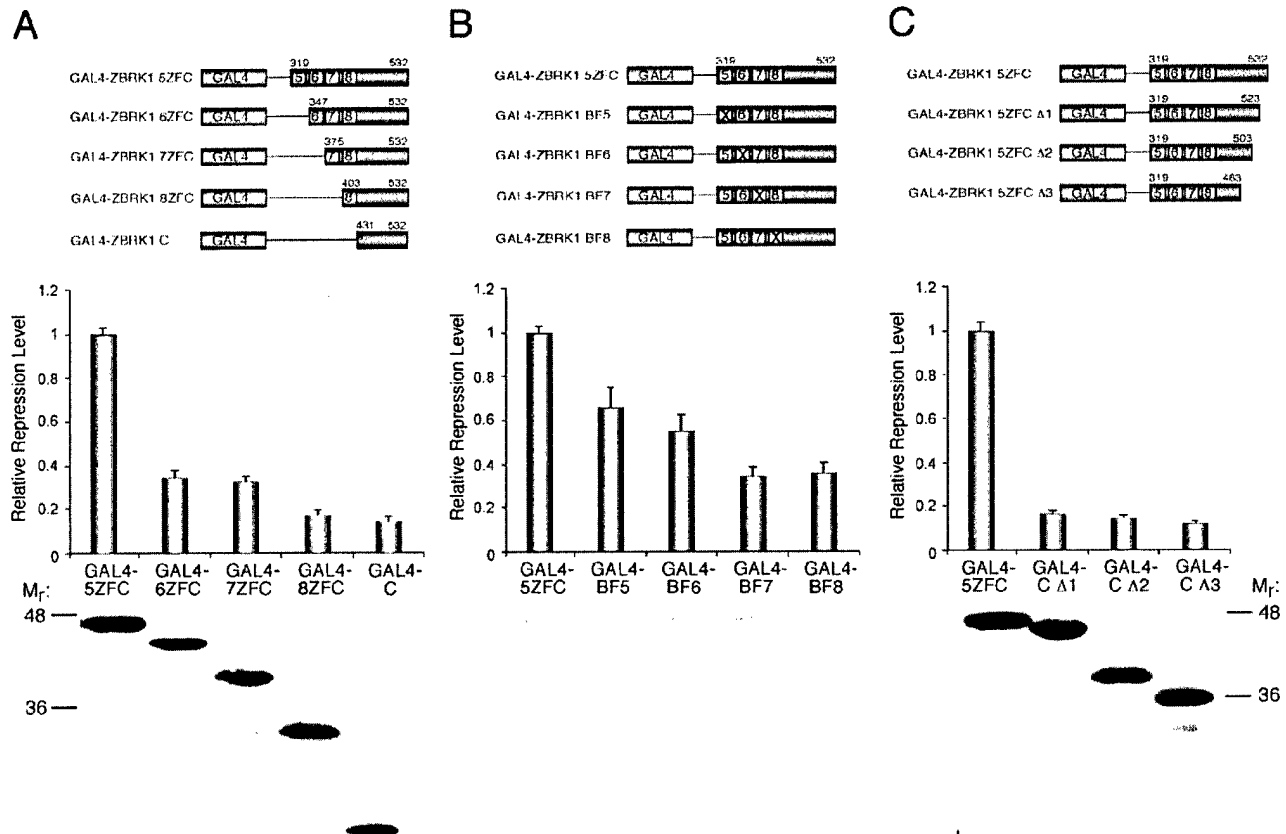 A
319 532
GAL4-ZBRK1 5ZFC GAL4 5 6 7 8
347 532
GAL4-ZBRK1 6ZFC GAL4 6 7 8
375 532
GAL4-ZBRK1 7ZFC GAL4 7 8
403 532
GAL4-ZBRK1 8ZFC GAL4 8
431 532
GAL4-ZBRK1 C GAL4
Relative Repression Level
1.2
1
0.8
0.6
0.4
0.2
0
GAL4-5ZFC GAL4-6ZFC GAL4-7ZFC GAL4-8ZFC GAL4-C
Mr:
48
36
B
319 532
GAL4-ZBRK1 5ZFC GAL4 5 6 7 8
GAL4-ZBRK1 BF5 GAL4 X 6 7 8
GAL4-ZBRK1 BF6 GAL4 5 X 7 8
GAL4-ZBRK1 BF7 GAL4 5 6 X 8
GAL4-ZBRK1 BF8 GAL4 5 6 7 X
Relative Repression Level
1.2
1
0.8
0.6
0.4
0.2
0
GAL4-5ZFC GAL4-BF5 GAL4-BF6 GAL4-BF7 GAL4-BF8
C
319 532
GAL4-ZBRK1 5ZFC GAL4 5 6 7 8
319 523
GAL4-ZBRK1 5ZFC Δ1 GAL4 5 6 7 8
319 503
GAL4-ZBRK1 5ZFC Δ2 GAL4 5 6 7 8
319 463
GAL4-ZBRK1 5ZFC Δ3 GAL4 5 6 7 8
Relative Repression Level
1.2
1
0.8
0.6
0.4
0.2
0
GAL4-5ZFC GAL4-C Δ1 GAL4-C Δ2 GAL4-C Δ3
Mr:
48
36